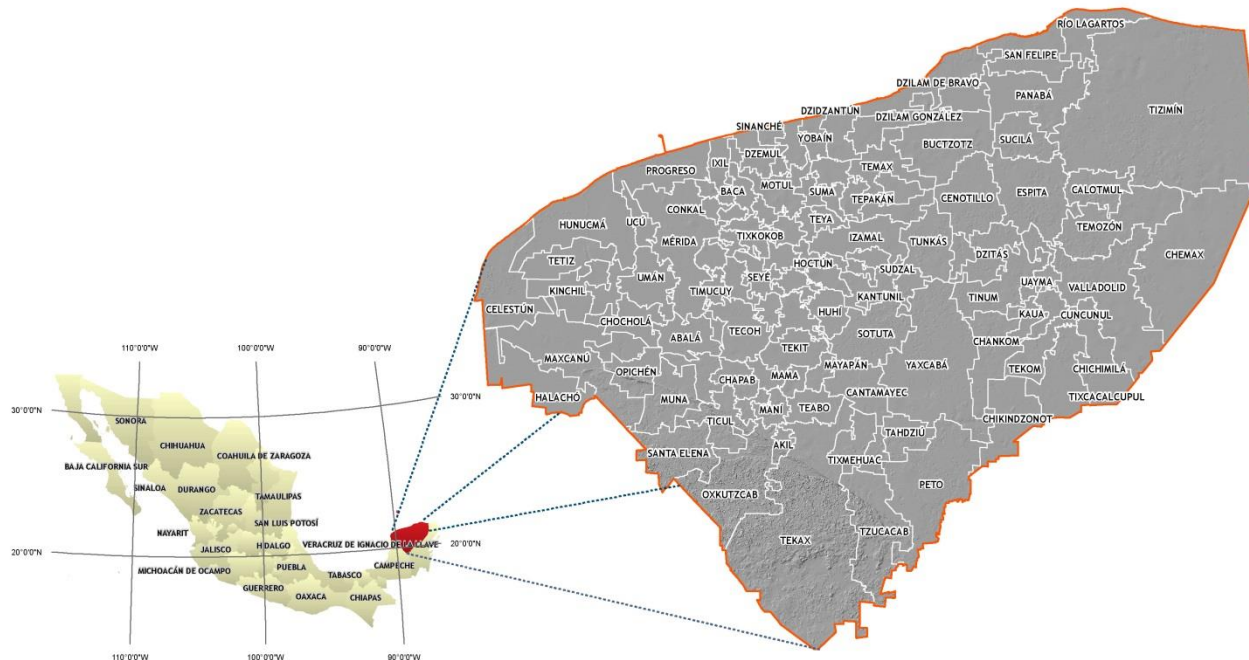 RÍO LAGARTOS
SAN FELIPE
DZILAM DE BRAVO
PANABÁ
TIZIMÍN
DZIDZANTÚN
DZILAM GONZÁLEZ
SINANCHÉ
YOBAÍN
BUCTZOTZ
SUCILÁ
IXIL
DZEMUL
TEMAX
PROGRESO
BACA
MOTUL
SUMA
TEPAKÁN
CENOTILLO
ESPITA
CALOTMUL
CONKAL
TEYA
HUNUCMÁ
UCÚ
TIXKOKOB
IZAMAL
TUNKÁS
TEMOZÓN
MÉRIDA
DZITÁS
CHEMAX
TETIZ
HOCTÚN
SUDZAL
UMÁN
SEYÉ
UAYMA
VALLADOLID
KINCHIL
TIMUCUY
KANTUNIL
TINUM
CELESTÚN
HUHÍ
KAUA
CUNCUNUL
CHOCHOLÁ
ABALÁ
TECOH
SOTUTA
CHANKOM
TEKIT
MAXCANÚ
MAYAPÁN
YAXCABÁ
TEKOM
CHICHIMILÁ
OPICHÉN
CHAPAB
MAMA
HALACHÓ
MUNA
CANTAMAYEC
TIXCACALCUPUL
MANÍ
TEABO
TICUL
CHIKINDZONOT
TAHDZIÚ
AKIL
SANTA ELENA
TIXMEHUAC
OXKUTZCAB
PETO
TZUCACAB
TEKAX
110°0'0"W
100°0'0"W
90°0'0"W
30°0'0"N
30°0'0"N
SONORA
CHIHUAHUA
COAHUILA DE ZARAGOZA
BAJA CALIFORNIA SUR
SINALOA
DURANGO
TAMAULIPAS
ZACATECAS
SAN LUIS POTOSÍ
NAYARIT
20°0'0"N
JALISCO
HIDALGO
VERACRUZ DE IGNACIO DE LA LLAVE
20°0'0"N
MICHOACÁN DE OCAMPO
PUEBLA
TABASCO
CAMPECHE
GUERRERO
OAXACA
CHIAPAS
110°0'0"W
100°0'0"W
90°0'0"W